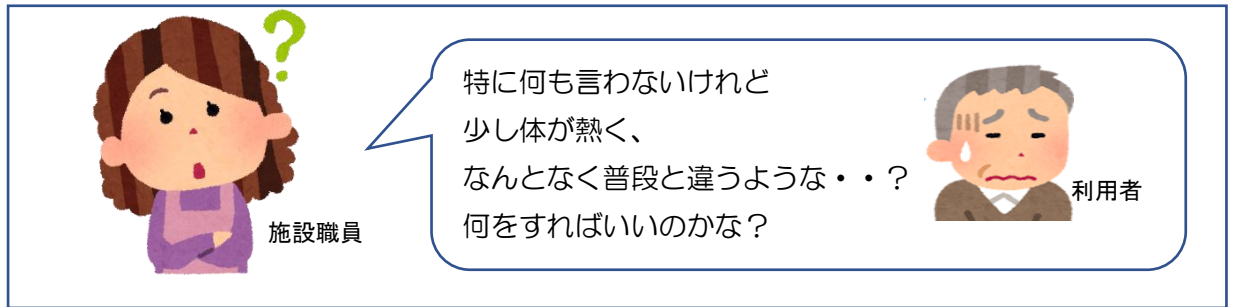 特に何も言わないけれど
少し体が熱く、
なんとなく普段と違うような・・？
何をすればいいのかな？
施設職員
利用者